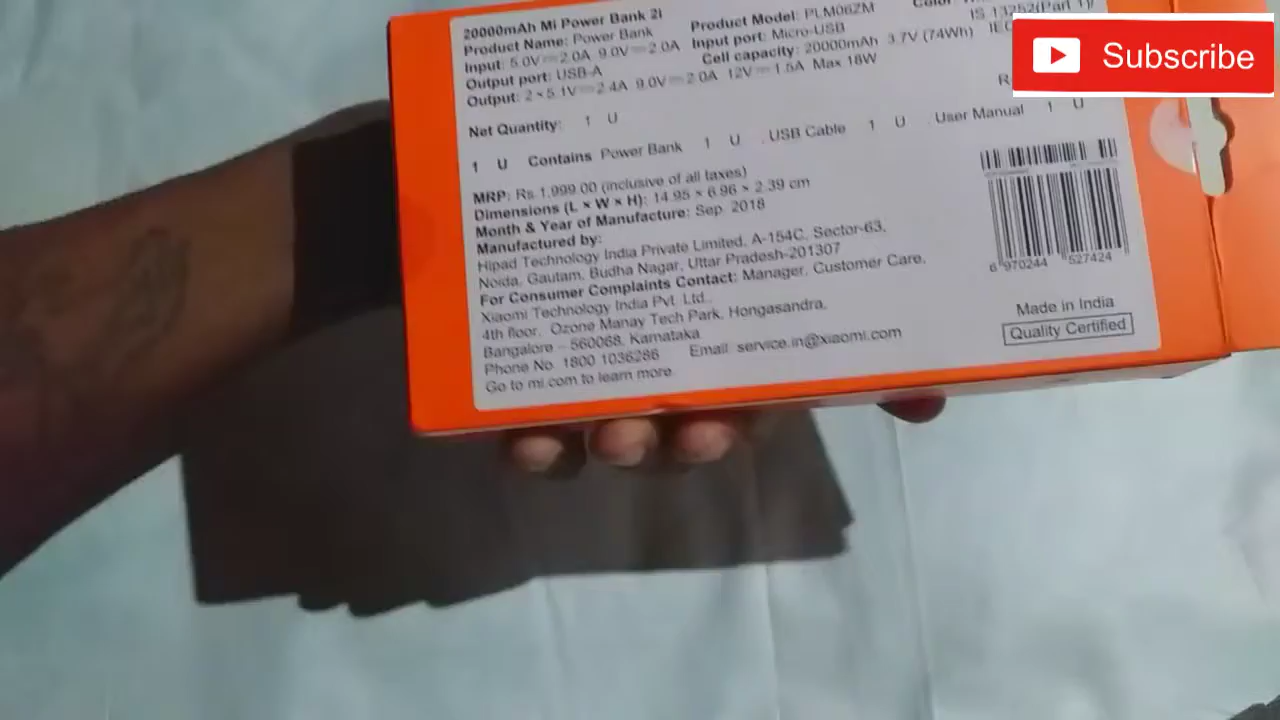 20000mAh Mi Power Bank 2i
Product Name: Power Bank
Product Model: PLM06ZM
Input: 5.0V⎓2.0A 9.0V⎓2.0A
Input port: Micro-USB
IS 13252(Part 1)/
Output port: USB-A
Cell capacity: 20000mAh 3.7V (74Wh)
Output: 2×5.1V⎓2.4A 9.0V⎓2.0A 12V⎓1.5A Max 18W
Net Quantity: 1 U
1 U Contains Power Bank 1 U . USB Cable 1 U . User Manual 1 U
MRP: Rs.1,999.00 (inclusive of all taxes)
Dimensions (L × W × H): 14.95 × 6.96 × 2.39 cm
Month & Year of Manufacture: Sep. 2018
Manufactured by:
Hipad Technology India Private Limited, A-154C, Sector-63,
Noida, Gautam, Budha Nagar, Uttar Pradesh-201307
For Consumer Complaints Contact: Manager, Customer Care,
Xiaomi Technology India Pvt. Ltd.,
4th floor, Ozone Manay Tech Park, Hongasandra,
Bangalore – 560068, Karnataka
Phone No. 1800 1036286 Email: service.in@xiaomi.com
Go to mi.com to learn more.
6 970244 527424
Made in India
Quality Certified
Subscribe